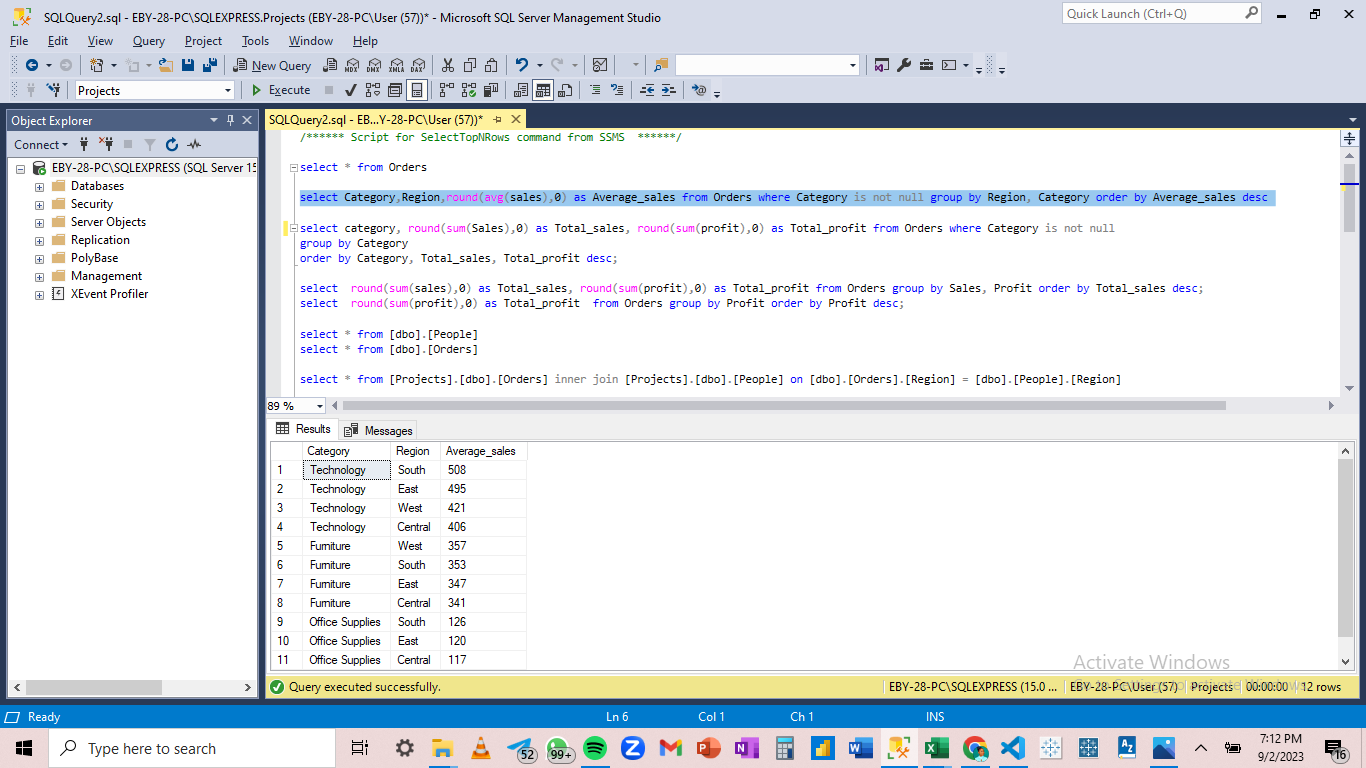 SQLQuery2.sql - EBY-28-PC\SQLEXPRESS.Projects (EBY-28-PC\User (57))* - Microsoft SQL Server Management Studio
Quick Launch (Ctrl+Q)
File Edit View Query Project Tools Window Help
New Query MDX DMX XMLA DAX
Projects Execute
Object Explorer
SQLQuery2.sql - EB...Y-28-PC\User (57))*
Connect
EBY-28-PC\SQLEXPRESS (SQL Server 15
Databases
Security
Server Objects
Replication
PolyBase
Management
XEvent Profiler
/****** Script for SelectTopNRows command from SSMS ******/
select * from Orders
select Category,Region,round(avg(sales),0) as Average_sales from Orders where Category is not null group by Region, Category order by Average_sales desc
select category, round(sum(Sales),0) as Total_sales, round(sum(profit),0) as Total_profit from Orders where Category is not null
group by Category
order by Category, Total_sales, Total_profit desc;
select  round(sum(sales),0) as Total_sales, round(sum(profit),0) as Total_profit from Orders group by Sales, Profit order by Total_sales desc;
select  round(sum(profit),0) as Total_profit  from Orders group by Profit order by Profit desc;
select * from [dbo].[People]
select * from [dbo].[Orders]
select * from [Projects].[dbo].[Orders] inner join [Projects].[dbo].[People] on [dbo].[Orders].[Region] = [dbo].[People].[Region]
89 %
Results Messages
Category Region Average_sales
1 Technology South 508
2 Technology East 495
3 Technology West 421
4 Technology Central 406
5 Furniture West 357
6 Furniture South 353
7 Furniture East 347
8 Furniture Central 341
9 Office Supplies South 126
10 Office Supplies East 120
11 Office Supplies Central 117
Activate Windows
Query executed successfully.
EBY-28-PC\SQLEXPRESS (15.0 ... EBY-28-PC\User (57) Projects 00:00:00 12 rows
Ready Ln 6 Col 1 Ch 1 INS
Type here to search
52 99+
7:12 PM
9/2/2023
16